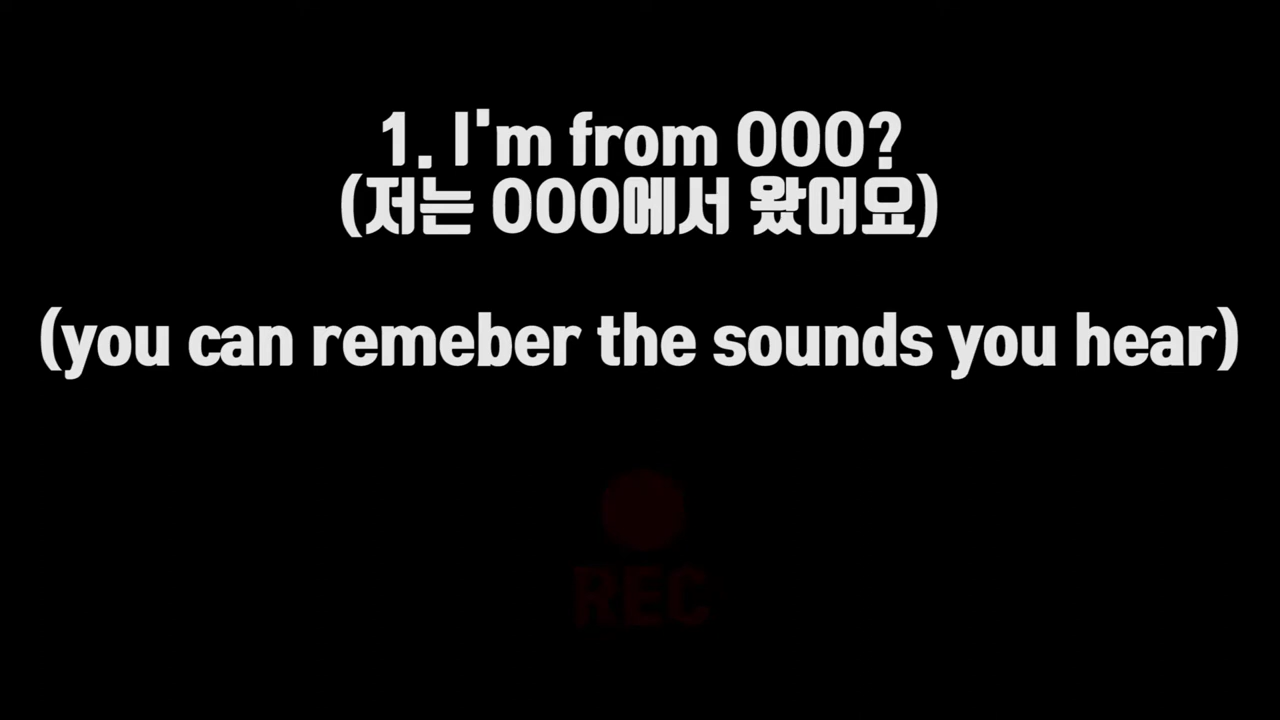 1. I'm from OOO?
(저는 OOO에서 왔어요)
(you can remeber the sounds you hear)
REC